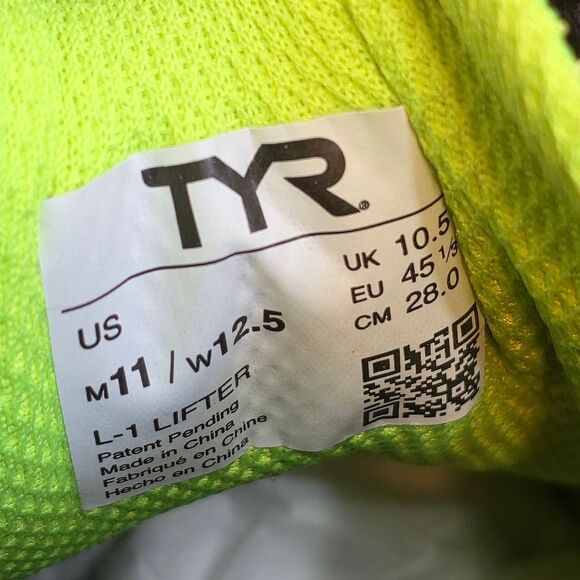 TYR®
US
M11 / W12.5
UK 10.5
EU 45 1/3
CM 28.0
L-1 LIFTER
Patent Pending
Made in China
Fabriqué en Chine
Hecho en China